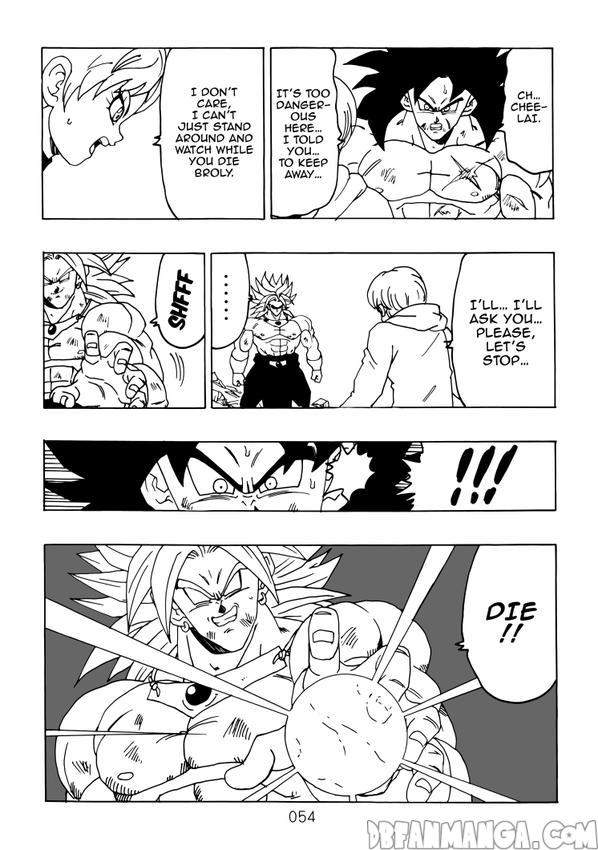 CH...
CHEE-
LAI.
IT'S TOO
DANGER-
OUS
HERE...
I TOLD
YOU...
TO KEEP
AWAY...
I DON'T
CARE,
I CAN'T
JUST STAND
AROUND AND
WATCH WHILE
YOU DIE
BROLY.
I'LL... I'LL
ASK YOU...
PLEASE,
LET'S
STOP...
......
SHFFF
!!!
DIE
!!
054
DBFANMANGA.COM